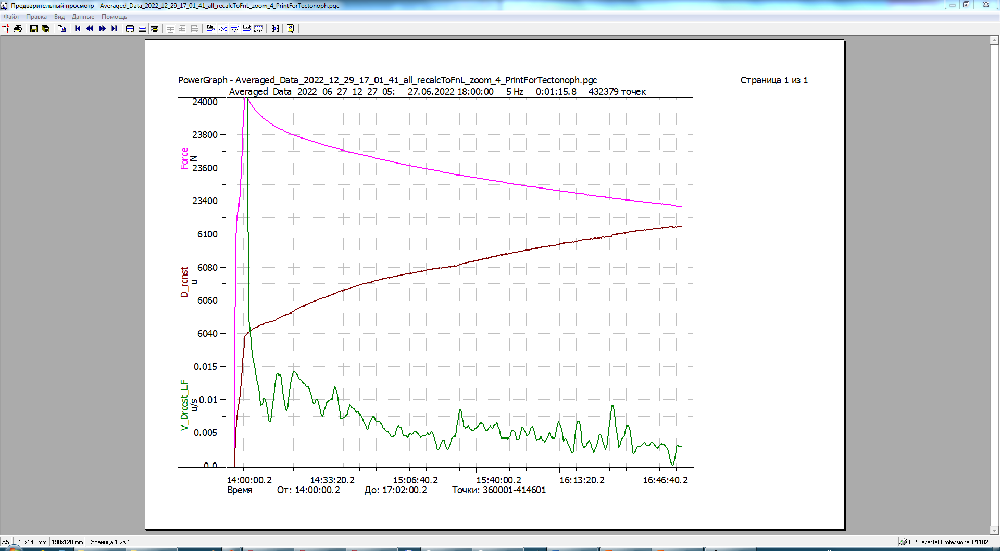 Предварительный просмотр - Averaged_Data_2022_12_29_17_01_41_all_recalcToFnL_zoom_4_PrintForTectonoph.pgc
Файл Правка Вид Данные Помощь
PowerGraph - Averaged_Data_2022_12_29_17_01_41_all_recalcToFnL_zoom_4_PrintForTectonoph.pgc Страница 1 из 1
Averaged_Data_2022_06_27_12_27_05: 27.06.2022 18:00:00 5 Hz 0:01:15.8 432379 точек
24000
23800
Force
N
23600
23400
6100
6080
D_rcnst
u
6060
6040
0.015
V_Drccst_LF
u/s
0.01
0.005
0.0
14:00:00.2 14:33:20.2 15:06:40.2 15:40:00.2 16:13:20.2 16:46:40.2
Время От: 14:00:00.2 До: 17:02:00.2 Точки: 360001-414601
A5 210x148 mm 190x128 mm Страница 1 из 1 HP LaserJet Professional P1102